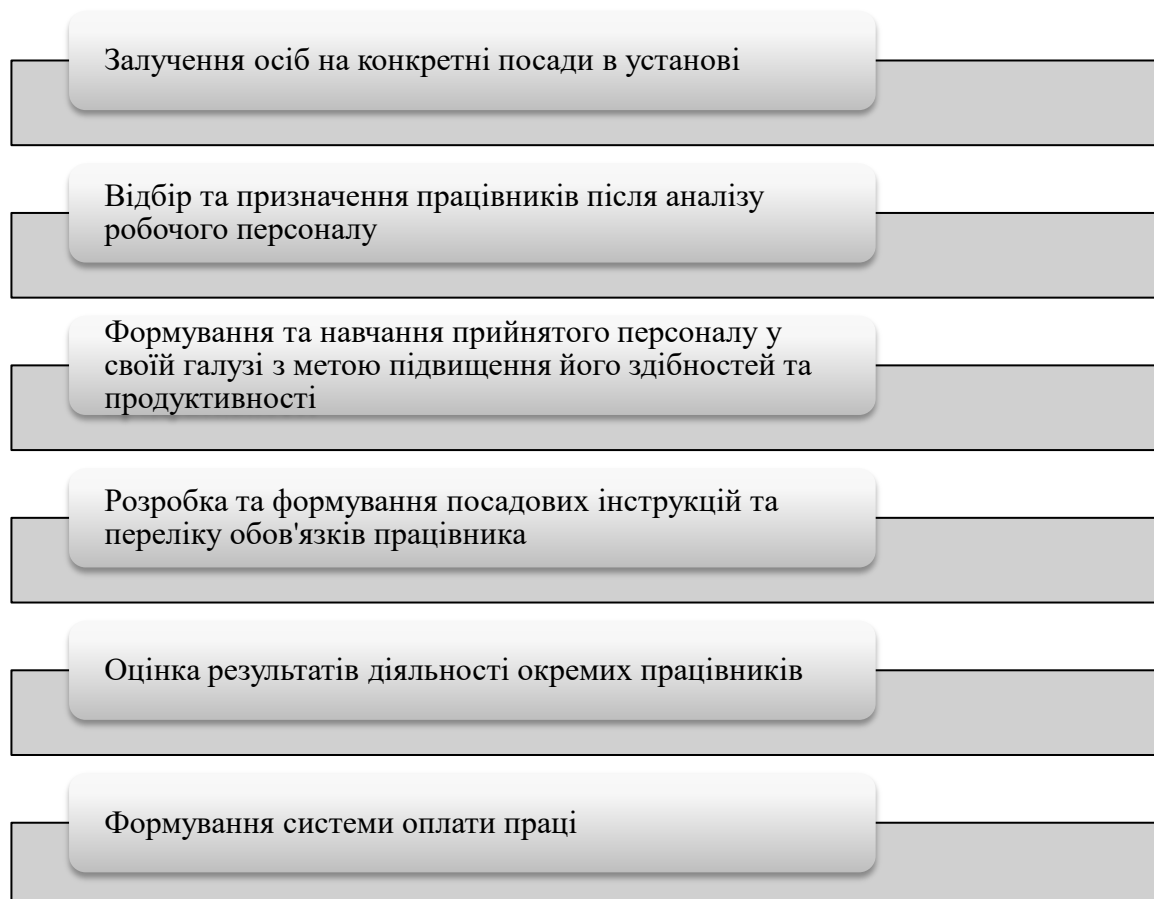 Залучення осіб на конкретні посади в установі
Відбір та призначення працівників після аналізу
робочого персоналу
Формування та навчання прийнятого персоналу у
своїй галузі з метою підвищення його здібностей та
продуктивності
Розробка та формування посадових інструкцій та
переліку обов'язків працівника
Оцінка результатів діяльності окремих працівників
Формування системи оплати праці